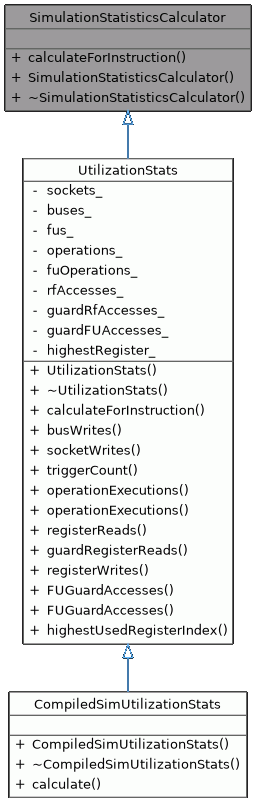 SimulationStatisticsCalculator
+ calculateForInstruction()
+ SimulationStatisticsCalculator()
+ ~SimulationStatisticsCalculator()
UtilizationStats
- sockets_
- buses_
- fus_
- operations_
- fuOperations_
- rfAccesses_
- guardRfAccesses_
- guardFUAccesses_
- highestRegister_
+ UtilizationStats()
+ ~UtilizationStats()
+ calculateForInstruction()
+ busWrites()
+ socketWrites()
+ triggerCount()
+ operationExecutions()
+ operationExecutions()
+ registerReads()
+ guardRegisterReads()
+ registerWrites()
+ FUGuardAccesses()
+ FUGuardAccesses()
+ highestUsedRegisterIndex()
CompiledSimUtilizationStats
+ CompiledSimUtilizationStats()
+ ~CompiledSimUtilizationStats()
+ calculate()